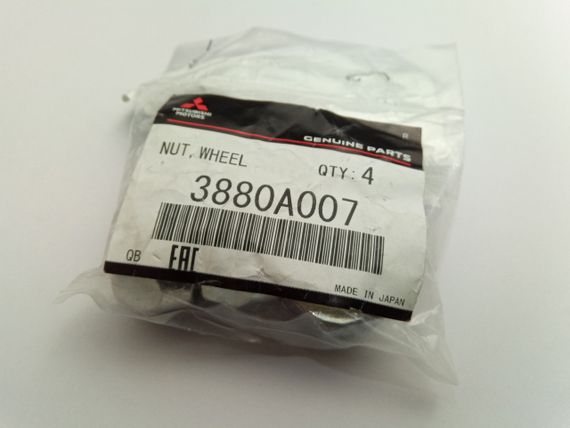 MITSUBISHI
MOTORS
R
GENUINE PARTS
NUT, WHEEL
QTY: 4
3880A007
QB
EAC
MADE IN JAPAN